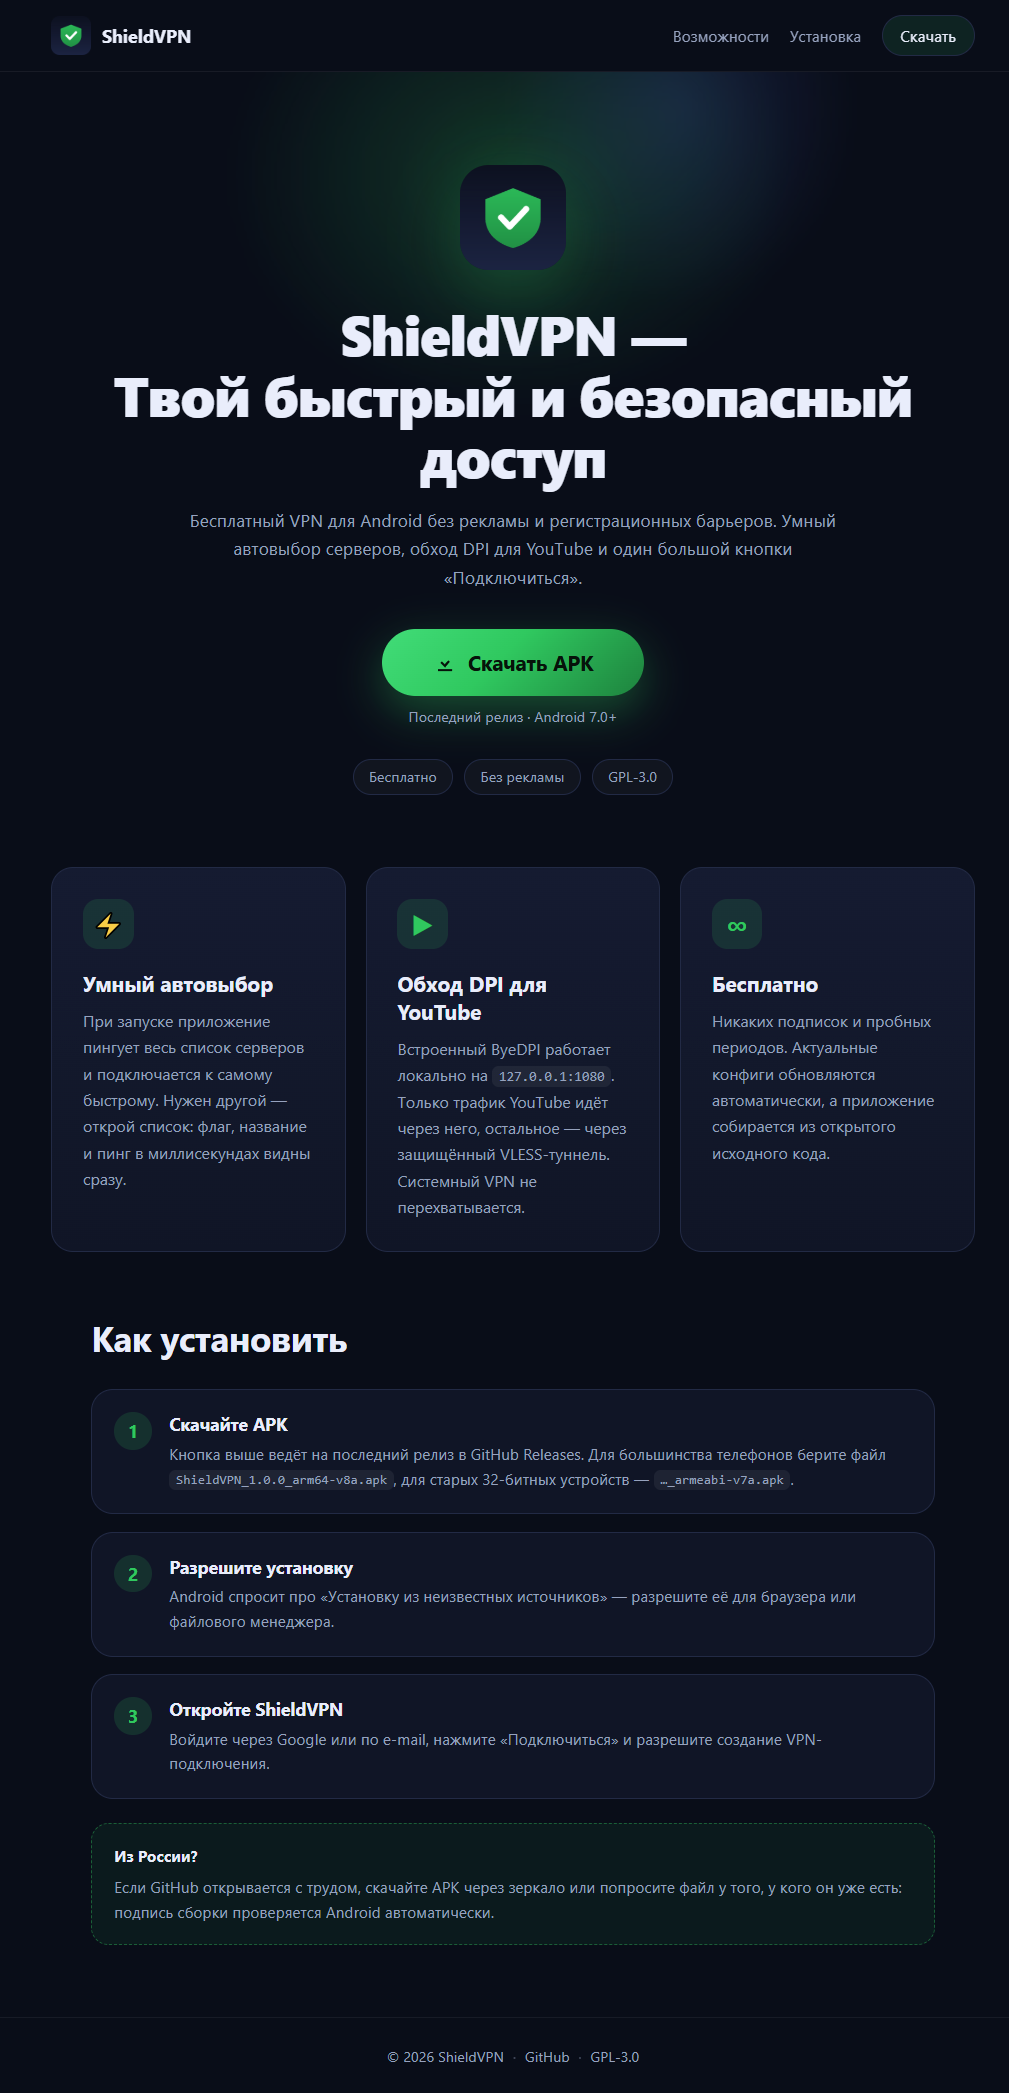 ShieldVPN
Возможности
Установка
Скачать
ShieldVPN —
Твой быстрый и безопасный
доступ
Бесплатный VPN для Android без рекламы и регистрационных барьеров. Умный
автовыбор серверов, обход DPI для YouTube и один большой кнопки
«Подключиться».
Скачать APK
Последний релиз · Android 7.0+
Бесплатно
Без рекламы
GPL-3.0
Умный автовыбор
При запуске приложение
пингует весь список серверов
и подключается к самому
быстрому. Нужен другой —
открой список: флаг, название
и пинг в миллисекундах видны
сразу.
Обход DPI для
YouTube
Встроенный ByeDPI работает
локально на 127.0.0.1:1080.
Только трафик YouTube идёт
через него, остальное — через
защищённый VLESS-туннель.
Системный VPN не
перехватывается.
∞
Бесплатно
Никаких подписок и пробных
периодов. Актуальные
конфиги обновляются
автоматически, а приложение
собирается из открытого
исходного кода.
Как установить
1
Скачайте APK
Кнопка выше ведёт на последний релиз в GitHub Releases. Для большинства телефонов берите файл
ShieldVPN_1.0.0_arm64-v8a.apk, для старых 32-битных устройств — …_armeabi-v7a.apk.
2
Разрешите установку
Android спросит про «Установку из неизвестных источников» — разрешите её для браузера или
файлового менеджера.
3
Откройте ShieldVPN
Войдите через Google или по e-mail, нажмите «Подключиться» и разрешите создание VPN-
подключения.
Из России?
Если GitHub открывается с трудом, скачайте APK через зеркало или попросите файл у того, у кого он уже есть:
подпись сборки проверяется Android автоматически.
© 2026 ShieldVPN · GitHub · GPL-3.0